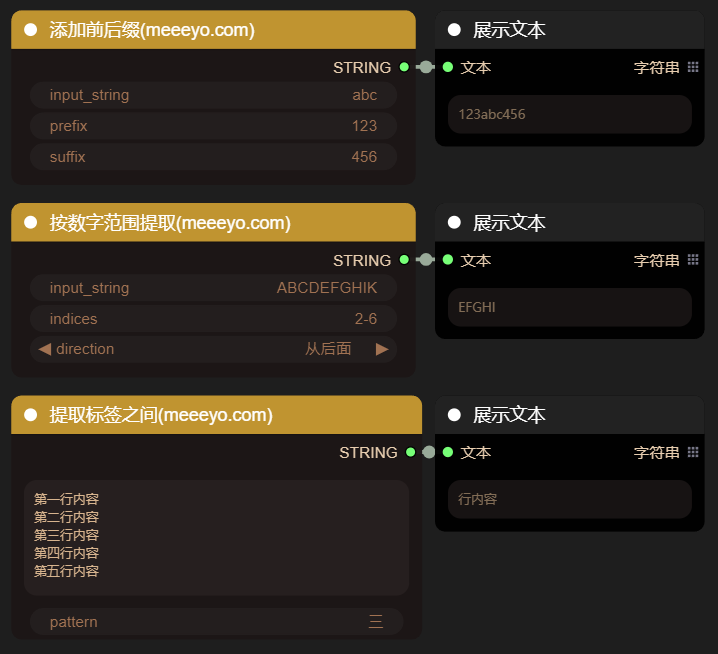 添加前后缀(meeeyo.com)
STRING
input_string abc
prefix 123
suffix 456
展示文本
文本 字符串
123abc456
按数字范围提取(meeeyo.com)
STRING
input_string ABCDEFGHIK
indices 2-6
direction 从后面
展示文本
文本 字符串
EFGHI
提取标签之间(meeeyo.com)
STRING
第一行内容
第二行内容
第三行内容
第四行内容
第五行内容
pattern 三
展示文本
文本 字符串
行内容